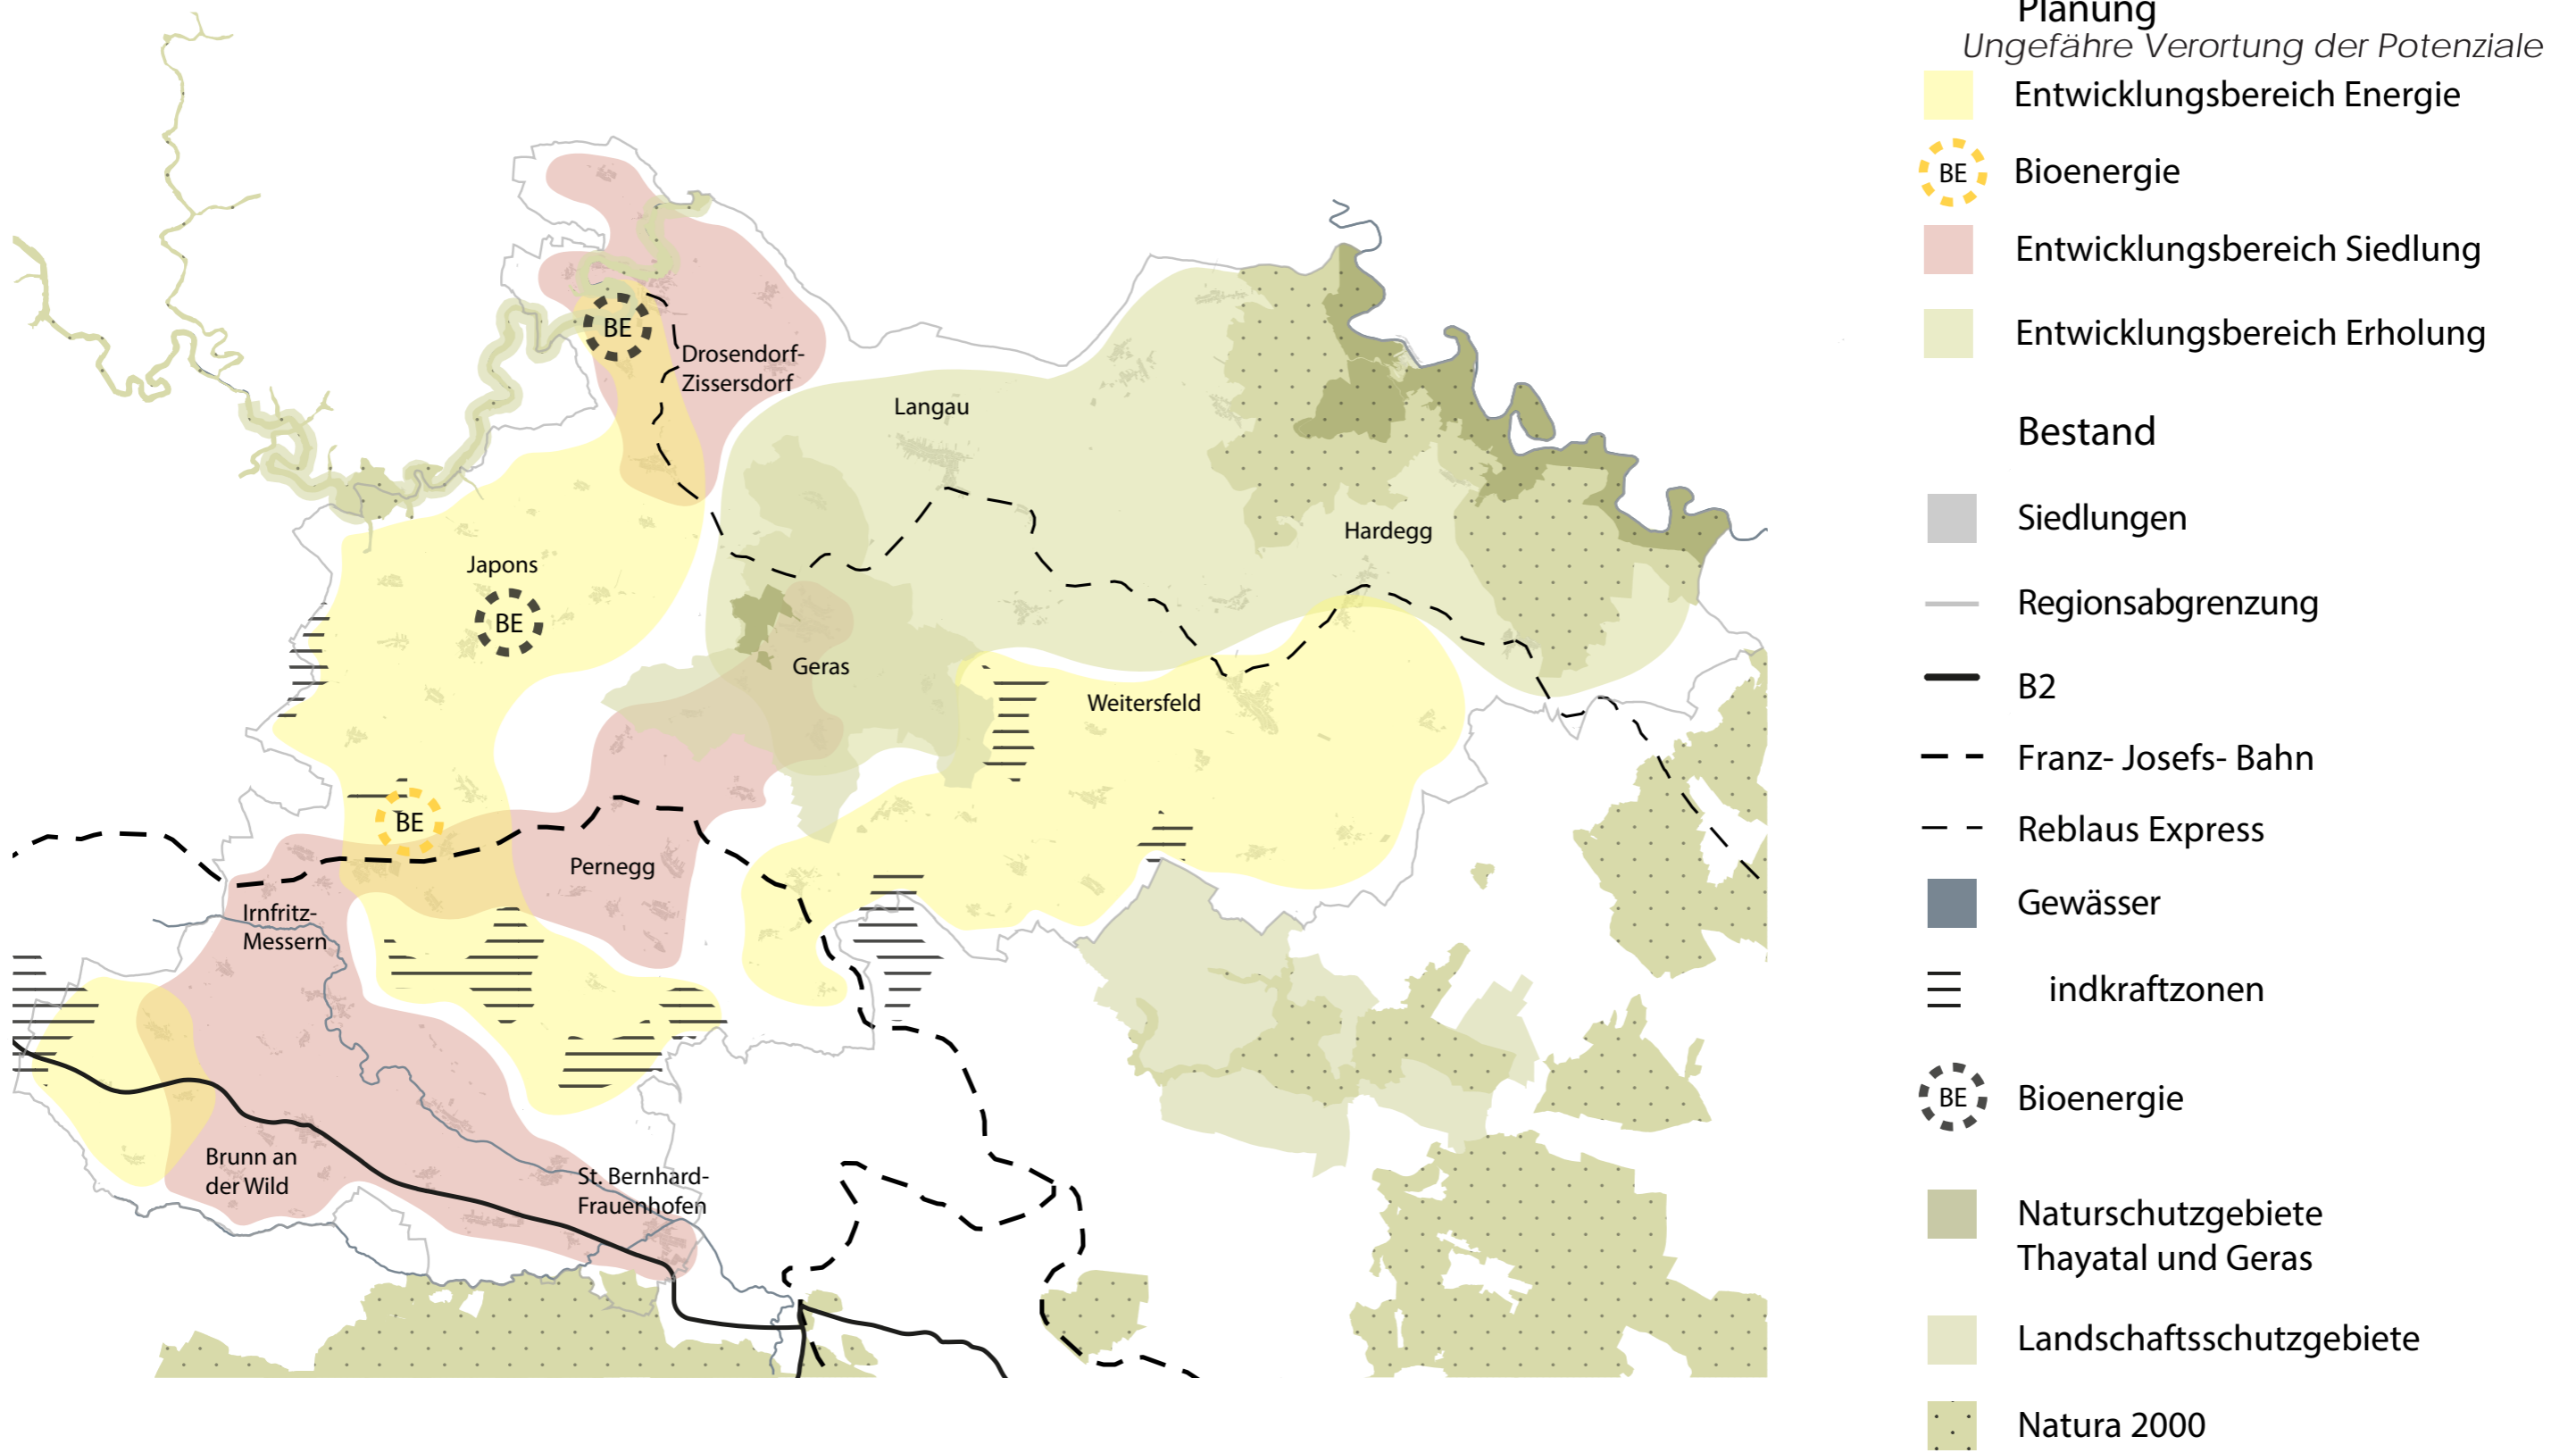 Planung
Ungefähre Verortung der Potenziale
Entwicklungsbereich Energie
BE
Bioenergie
Entwicklungsbereich Siedlung
Entwicklungsbereich Erholung
Bestand
Siedlungen
Regionsabgrenzung
B2
Franz- Josefs- Bahn
Reblaus Express
Gewässer
indkraftzonen
BE
Bioenergie
Naturschutzgebiete
Thayatal und Geras
Landschaftsschutzgebiete
Natura 2000
BE
Drosendorf-
Zissersdorf
Langau
Hardegg
Japons
BE
Geras
Weitersfeld
BE
Pernegg
Irnfritz-
Messern
Brunn an
der Wild
St. Bernhard-
Frauenhofen